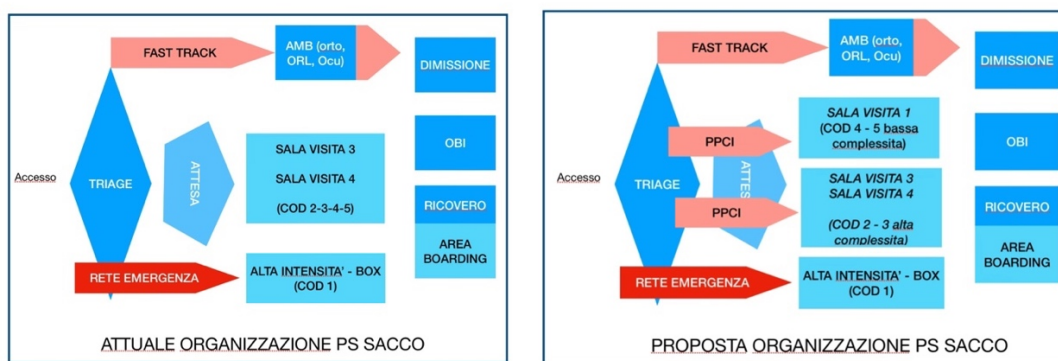 FAST TRACK
AMB (orto,
ORL, Ocu)
DIMISSIONE
SALA VISITA 3
SALA VISITA 4
(COD 2-3-4-5)
OBI
Accesso
TRIAGE
ATTESA
RICOVERO
AREA
BOARDING
RETE EMERGENZA
ALTA INTENSITA' - BOX
(COD 1)
ATTUALE ORGANIZZAZIONE PS SACCO
FAST TRACK
AMB (orto,
ORL, Ocu)
DIMISSIONE
SALA VISITA 1
(COD 4 - 5 bassa
complessita)
PPCI
OBI
Accesso
TRIAGE
ATTES
SALA VISITA 3
SALA VISITA 4
(COD 2 - 3 alta
complessita)
PPCI
RICOVERO
AREA
BOARDING
RETE EMERGENZA
ALTA INTENSITA' - BOX
(COD 1)
PROPOSTA ORGANIZZAZIONE PS SACCO